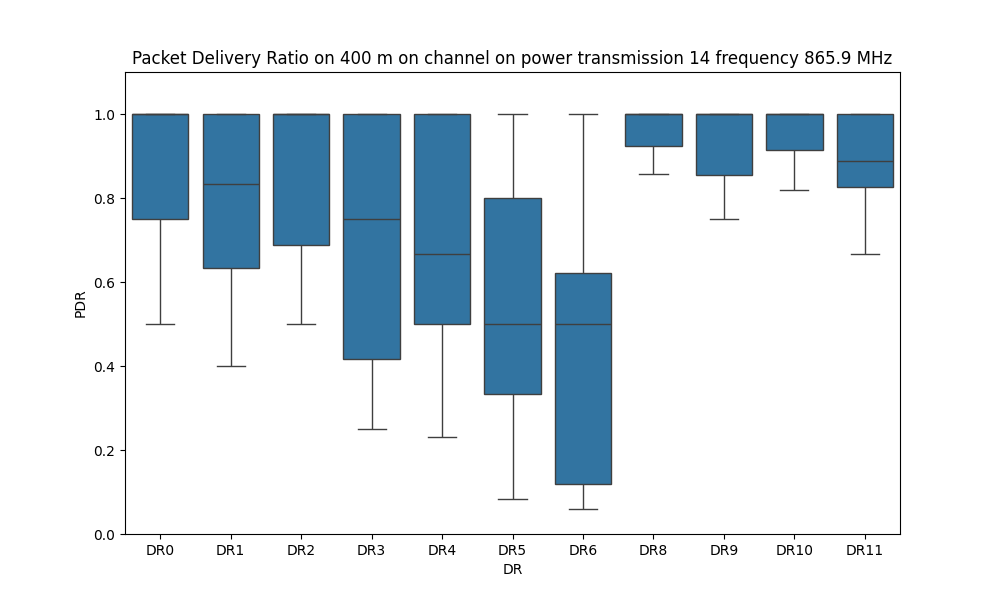 Packet Delivery Ratio on 400 m on channel on power transmission 14 frequency 865.9 MHz
1.0
0.8
0.6
0.4
0.2
0.0
PDR
DR0 DR1 DR2 DR3 DR4 DR5 DR6 DR8 DR9 DR10 DR11
DR